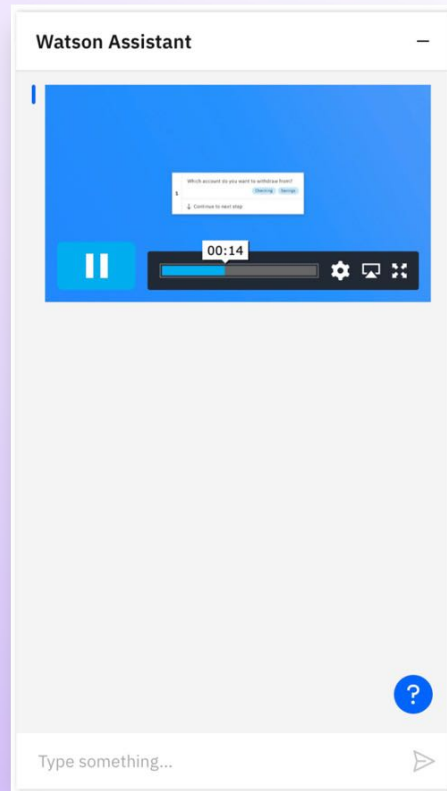 Watson Assistant
Which account do you want to withdraw from?
1
Checking Savings
Continue to next step
00:14
?
Type something...